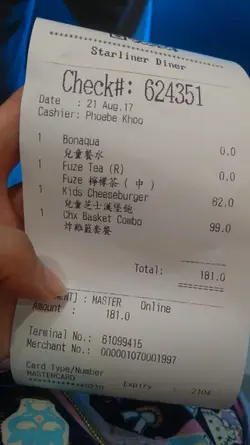 Starliner Diner
Check#: 624351
Date : 21 Aug.17
Cashier: Phoebe Khoo
1 Bonaqua 0.0
兒童餐水
1 Fuze Tea (R) 0.0
Fuze 檸檬茶 ( 中 )
1 Kids Cheeseburger 82.0
兒童芝士漢堡飽
1 Chx Basket Combo 99.0
炸雞籃套餐
Total: 181.0
: MASTER Online
Amount : 181.0
Terminal No.: 61099415
Merchant No.: 000001070001997
Card Type/Number
MASTERCARD
Expiry : 2104